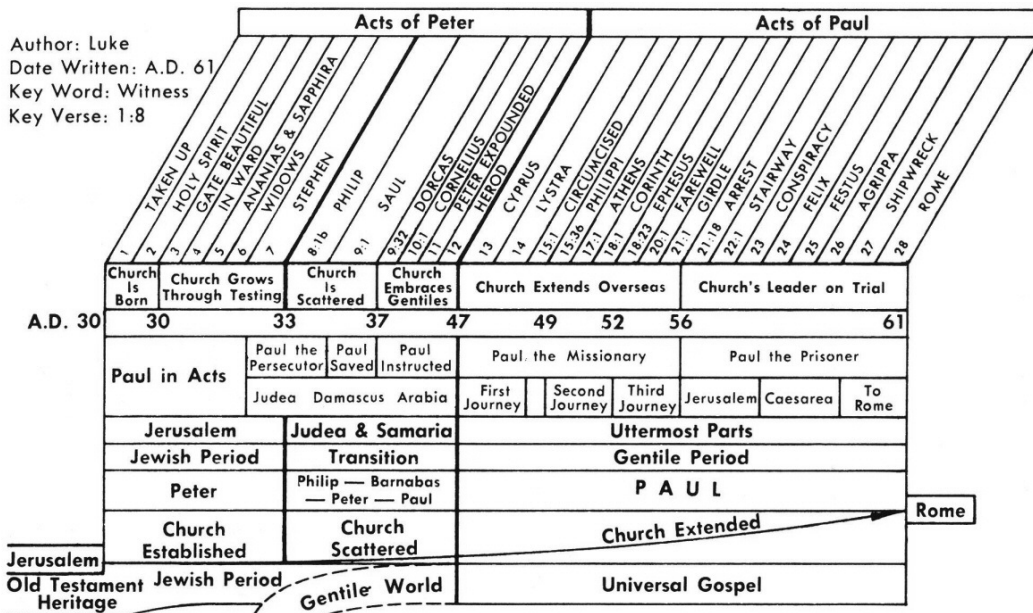 Acts of Peter
Acts of Paul
Author: Luke
Date Written: A.D. 61
Key Word: Witness
Key Verse: 1:8
TAKEN UP
HOLY SPIRIT
GATE BEAUTIFUL
IN WARD
ANANIAS & SAPPHIRA
WIDOWS
STEPHEN
PHILIP
SAUL
DORCAS
CORNELIUS
PETER EXPOUNDED
HEROD
CYPRUS
LYSTRA
CIRCUMCISED
PHILIPPI
ATHENS
CORINTH
EPHESUS
FAREWELL
GIRDLE
ARREST
STAIRWAY
CONSPIRACY
FELIX
FESTUS
AGRIPPA
SHIPWRECK
ROME
1 2 3 4 5 6 7 8:1b 9:1 9:32 10:1 11 12 13 14 15:1 15:36 17:1 18:1 18:23 20:1 21:1 21:18 22:1 23 24 25 26 27 28
Church
Is
Born
Church Grows
Through Testing
Church
Is
Scattered
Church
Embraces
Gentiles
Church Extends Overseas
Church's Leader on Trial
A.D. 30 30 33 37 47 49 52 56 61
Paul in Acts
Paul the
Persecutor
Paul
Saved
Paul
Instructed
Paul the Missionary
Paul the Prisoner
Judea Damascus Arabia
First
Journey
Second
Journey
Third
Journey
Jerusalem
Caesarea
To
Rome
Jerusalem
Judea & Samaria
Uttermost Parts
Jewish Period
Transition
Gentile Period
Peter
Philip — Barnabas
— Peter — Paul
PAUL
Rome
Church
Established
Church
Scattered
Church Extended
Jerusalem
Old Testament
Heritage
Jewish Period
Gentile World
Universal Gospel